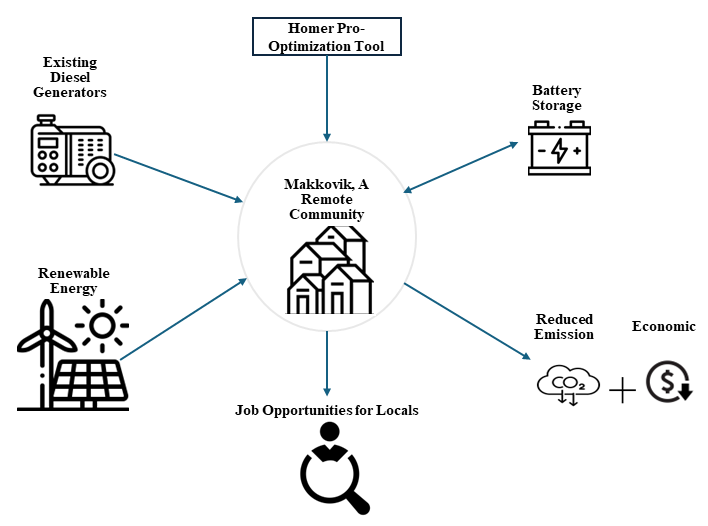 Homer Pro-
Optimization Tool
Existing
Diesel
Generators
Battery
Storage
Makkovik, A
Remote
Community
Renewable
Energy
Reduced
Emission
Economic
CO₂
$
Job Opportunities for Locals